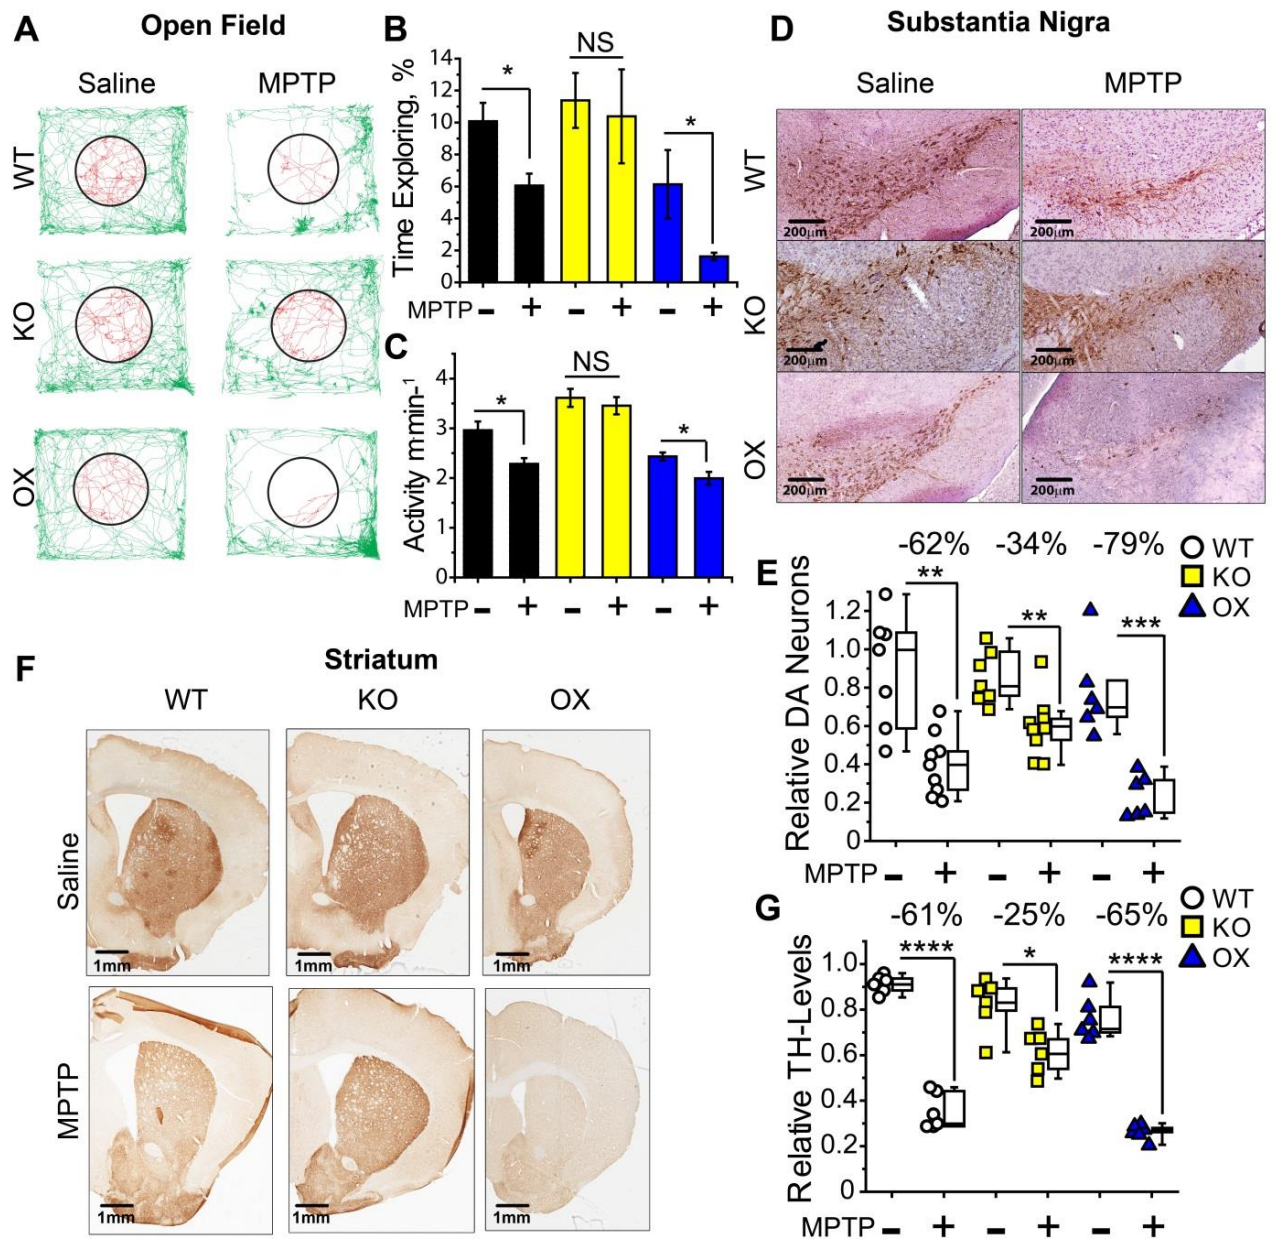 A
Open Field
Saline
MPTP
WT
KO
OX
B
Time Exploring, %
14
12
10
8
6
4
2
0
*
NS
*
MPTP - + - + - +
C
Activity m·min-1
4
3
2
1
0
*
NS
*
MPTP - + - + - +
D
Substantia Nigra
Saline
MPTP
WT
200µm
200µm
KO
200µm
200µm
OX
200µm
200µm
E
-62% -34% -79%
WT
KO
OX
** ** ***
Relative DA Neurons
1.2
1.0
0.8
0.6
0.4
0.2
0
MPTP - + - + - +
F
Striatum
WT KO OX
Saline
1mm
1mm
1mm
MPTP
1mm
1mm
1mm
G
-61% -25% -65%
WT
KO
OX
**** * ****
Relative TH-Levels
1.0
0.8
0.6
0.4
0.2
0
MPTP - + - + - +